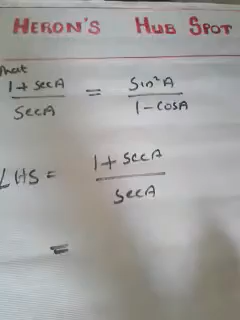 HERON'S HUB SPOT
that
1 + secA / secA = Sin²A / 1 - cosA
LHS = 1 + secA / secA
=